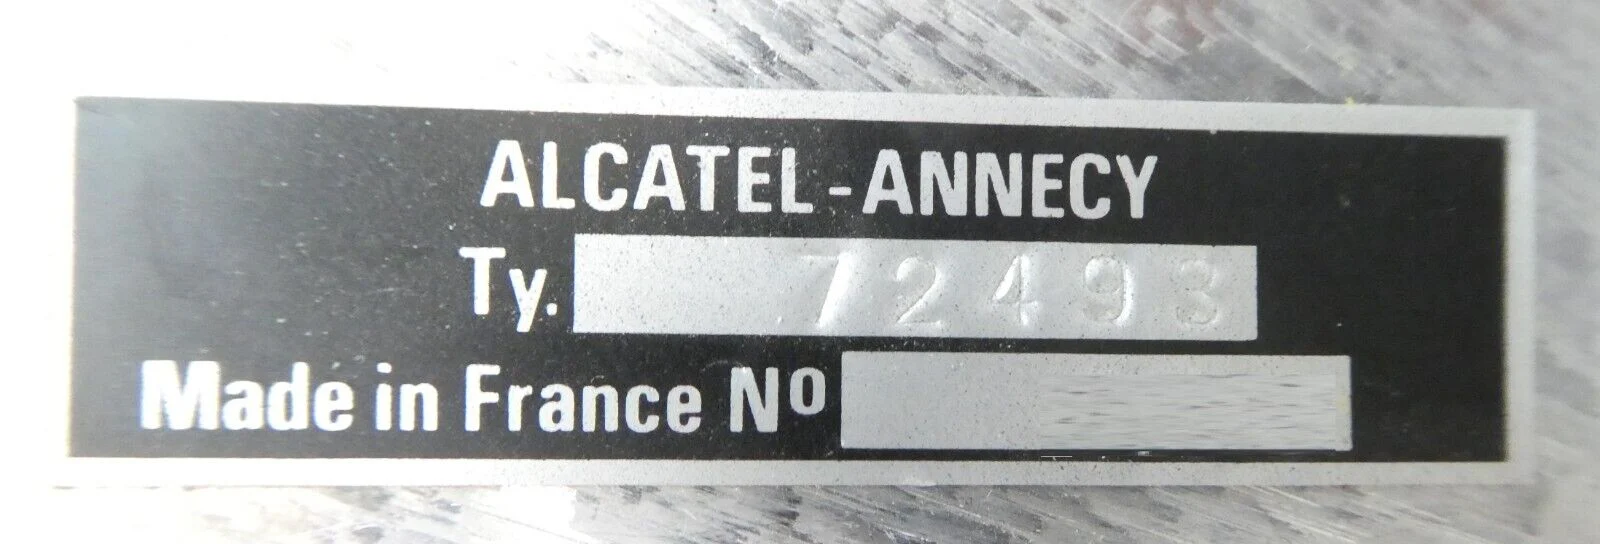 ALCATEL-ANNECY
Ty. 72493
Made in France Nº